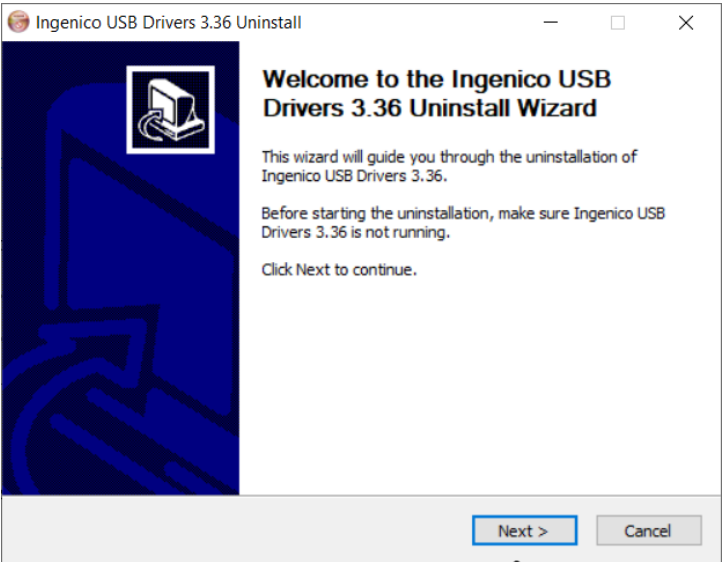 Ingenico USB Drivers 3.36 Uninstall
Welcome to the Ingenico USB
Drivers 3.36 Uninstall Wizard
This wizard will guide you through the uninstallation of
Ingenico USB Drivers 3.36.
Before starting the uninstallation, make sure Ingenico USB
Drivers 3.36 is not running.
Click Next to continue.
Next >
Cancel